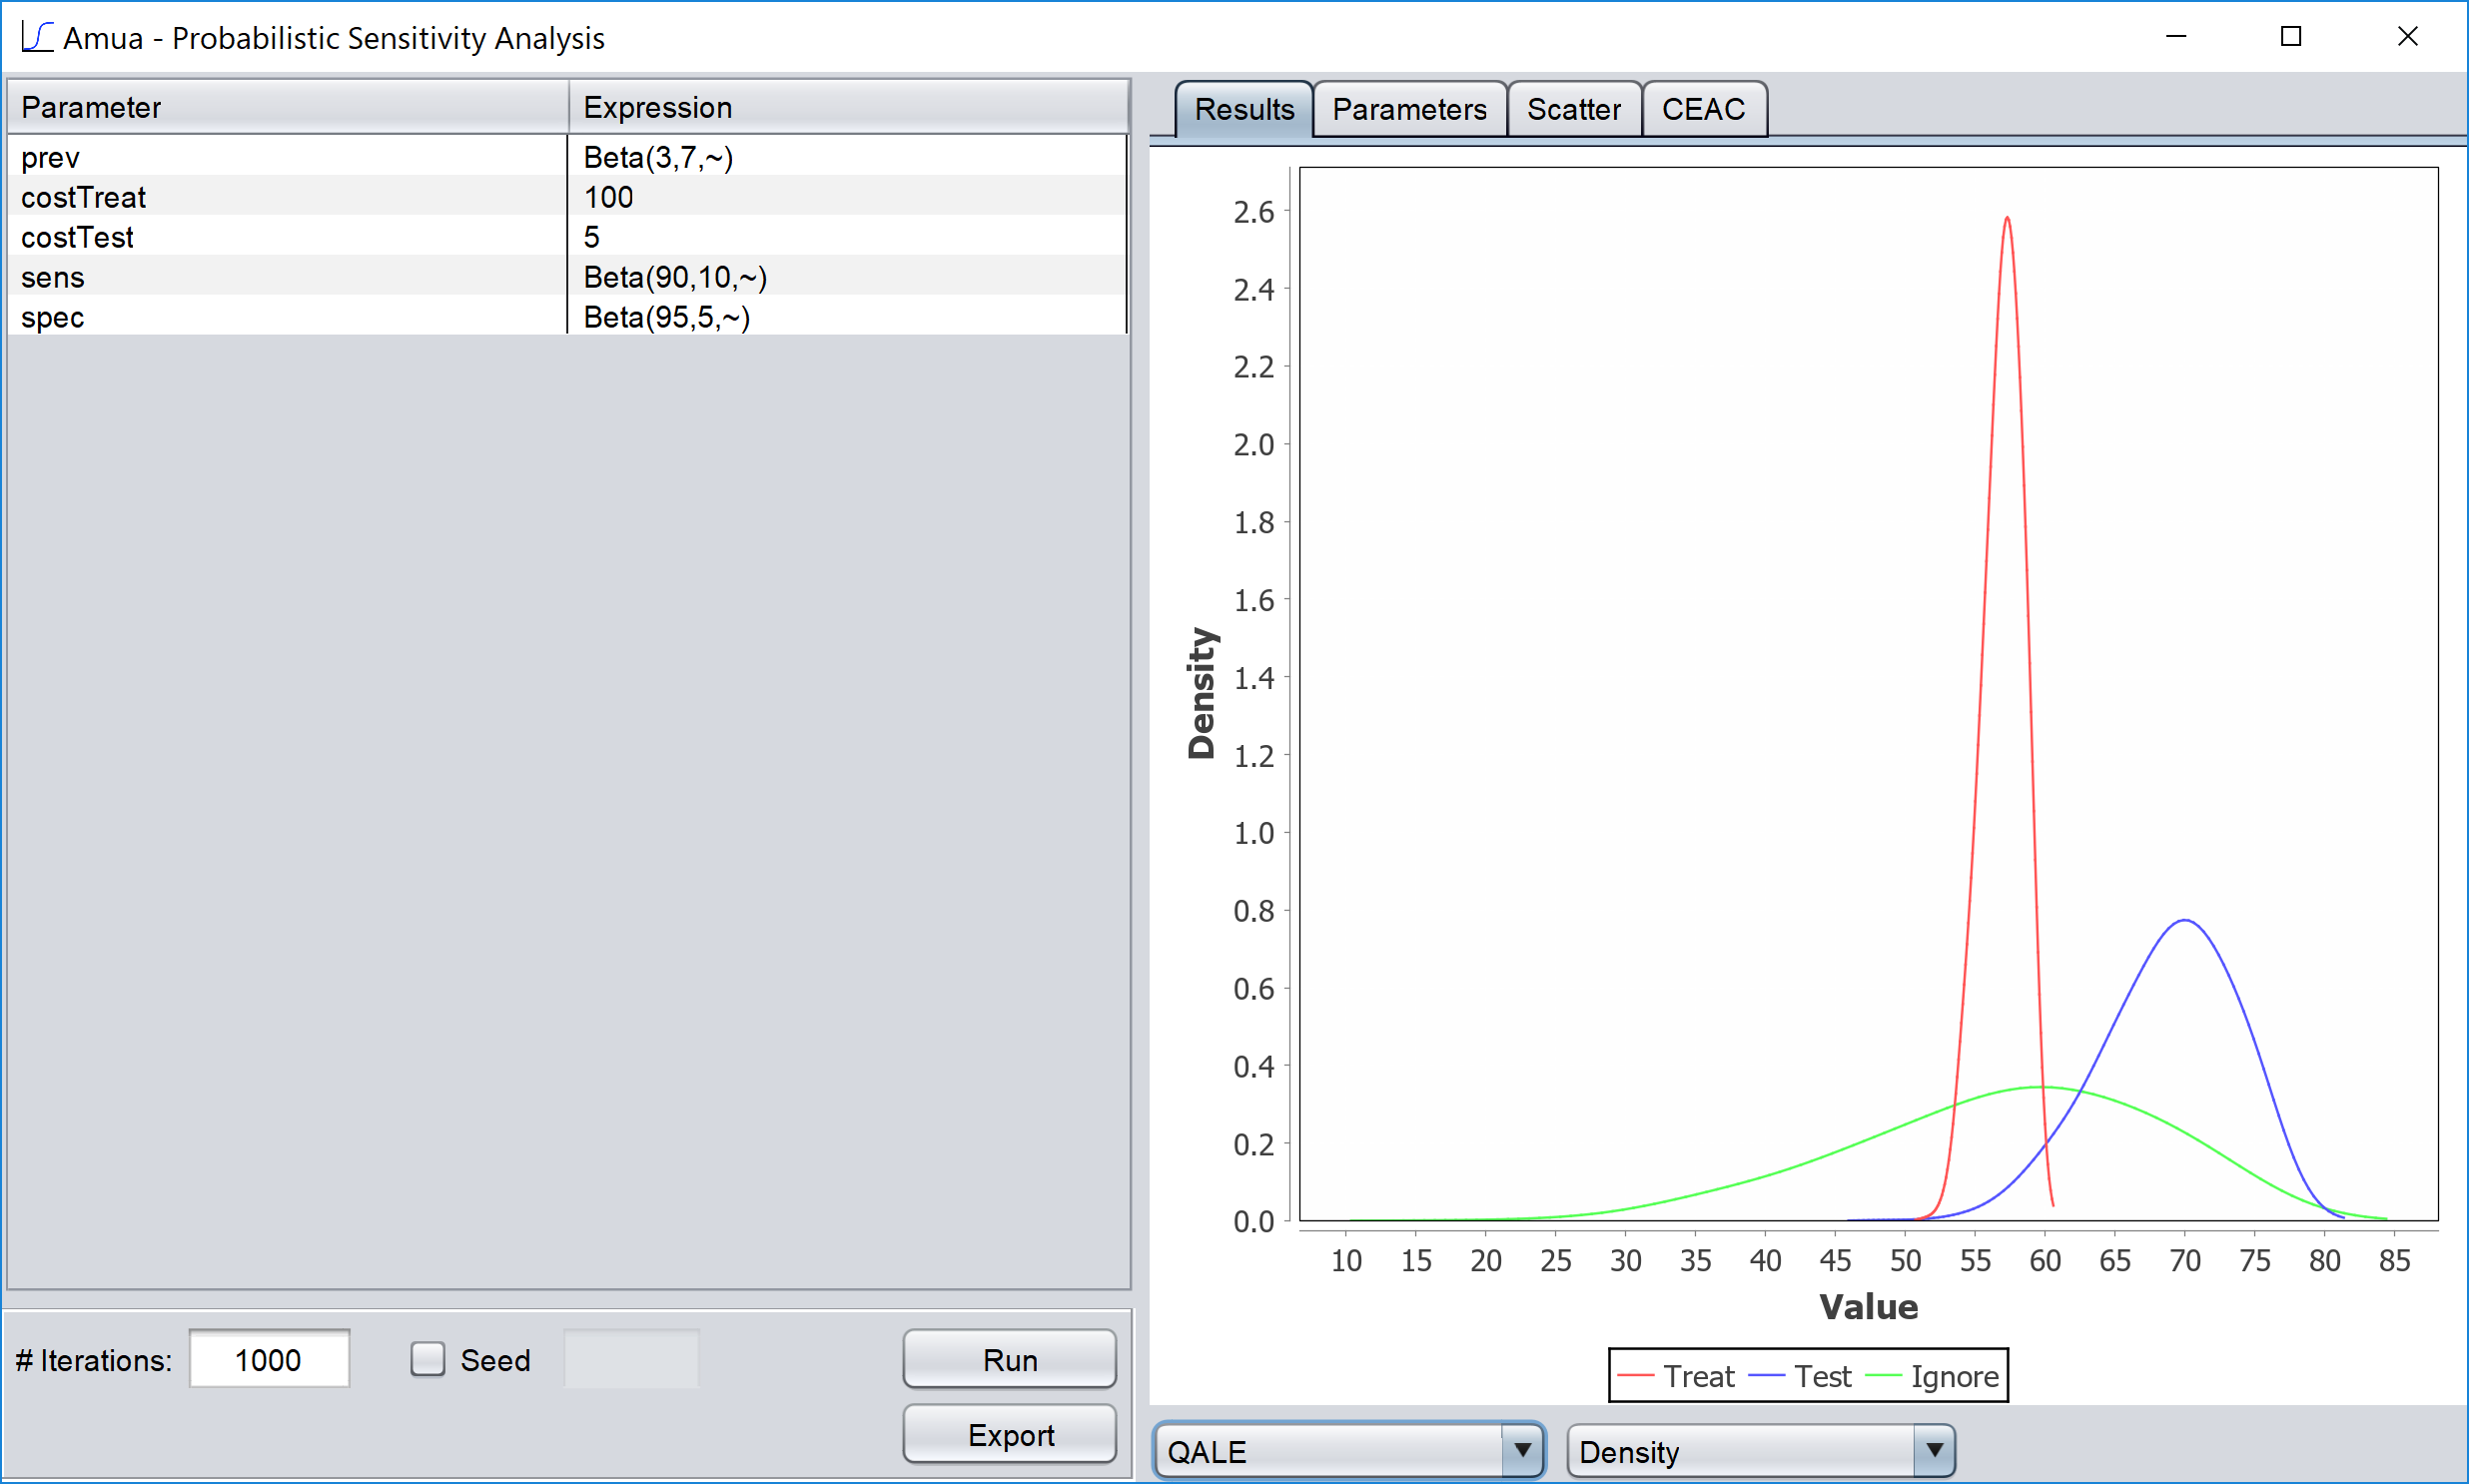 Amua - Probabilistic Sensitivity Analysis
Parameter Expression
prev Beta(3,7,~)
costTreat 100
costTest 5
sens Beta(90,10,~)
spec Beta(95,5,~)
# Iterations: 1000 Seed Run
Export
Results Parameters Scatter CEAC
Density
2.6
2.4
2.2
2.0
1.8
1.6
1.4
1.2
1.0
0.8
0.6
0.4
0.2
0.0
10 15 20 25 30 35 40 45 50 55 60 65 70 75 80 85
Value
Treat Test Ignore
QALE Density